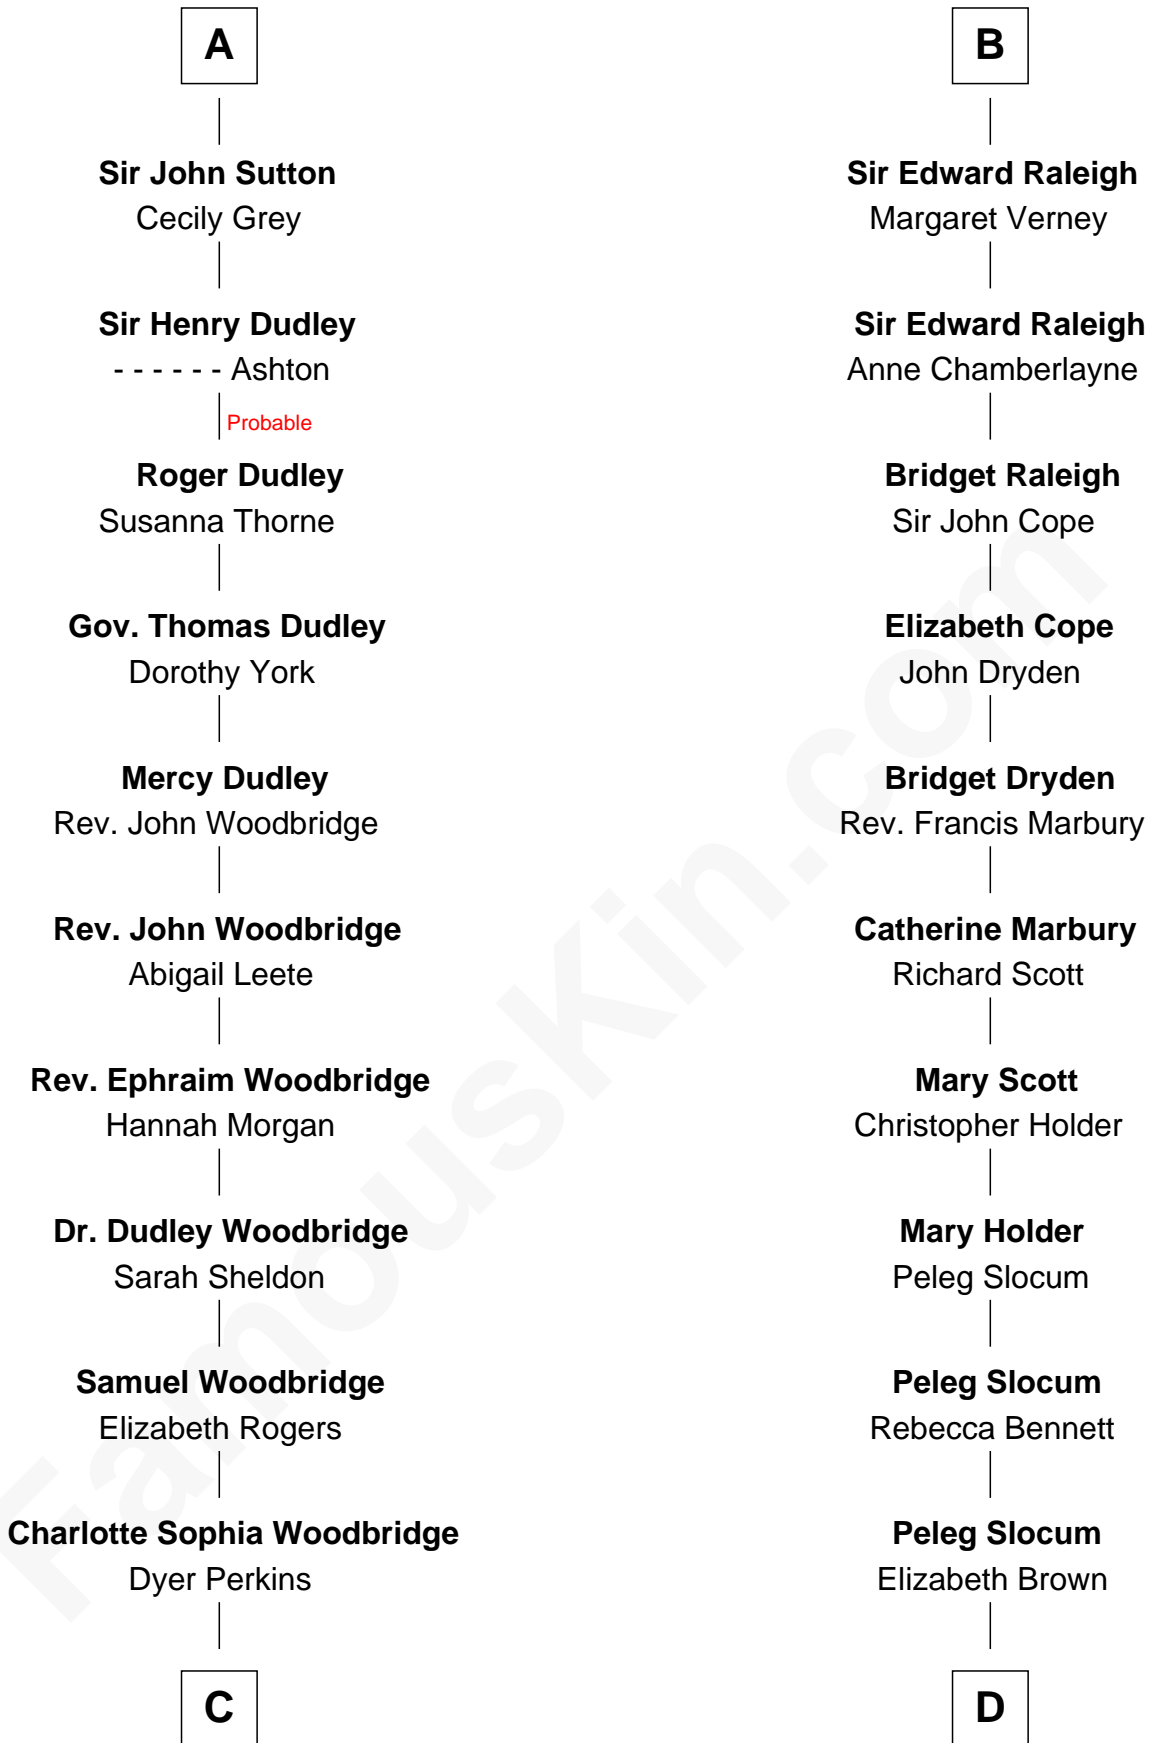 A
Sir John Sutton
Cecily Grey
Sir Henry Dudley
- - - - - - Ashton
Probable
Roger Dudley
Susanna Thorne
Gov. Thomas Dudley
Dorothy York
Mercy Dudley
Rev. John Woodbridge
Rev. John Woodbridge
Abigail Leete
Rev. Ephraim Woodbridge
Hannah Morgan
Dr. Dudley Woodbridge
Sarah Sheldon
Samuel Woodbridge
Elizabeth Rogers
Charlotte Sophia Woodbridge
Dyer Perkins
C
B
Sir Edward Raleigh
Margaret Verney
Sir Edward Raleigh
Anne Chamberlayne
Bridget Raleigh
Sir John Cope
Elizabeth Cope
John Dryden
Bridget Dryden
Rev. Francis Marbury
Catherine Marbury
Richard Scott
Mary Scott
Christopher Holder
Mary Holder
Peleg Slocum
Peleg Slocum
Rebecca Bennett
Peleg Slocum
Elizabeth Brown
D
FamousKin.com